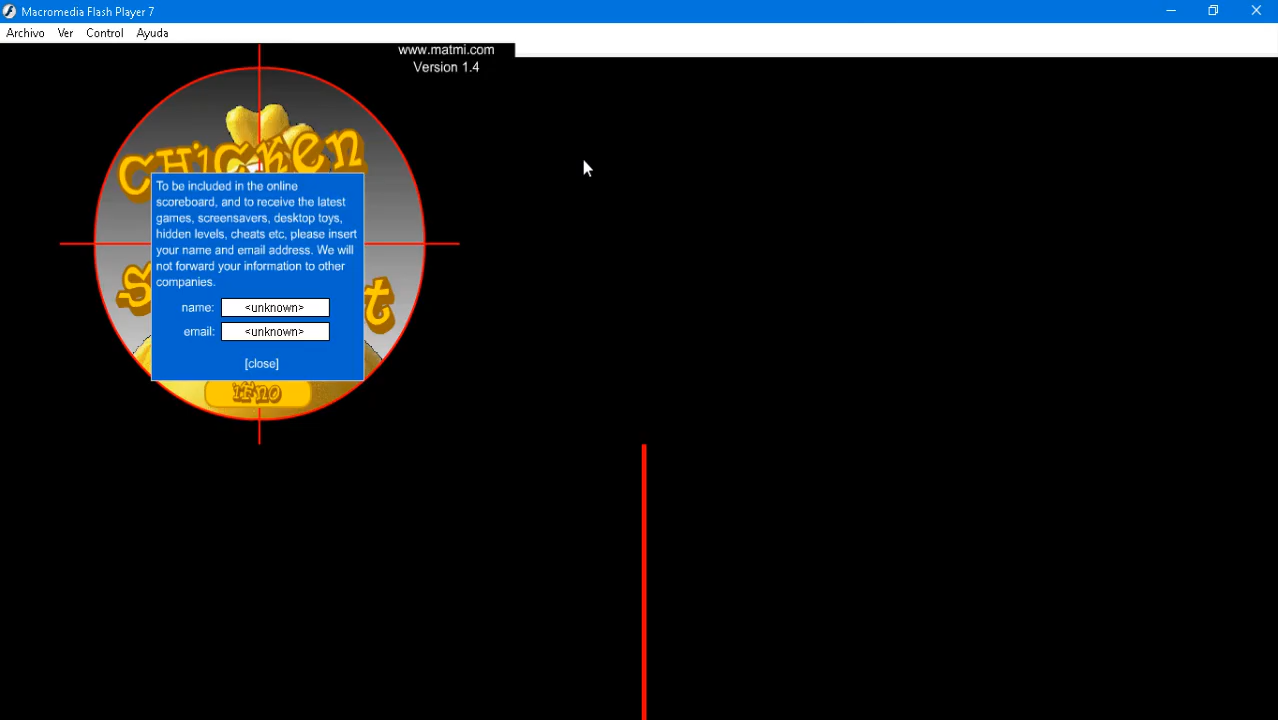 Macromedia Flash Player 7
Archivo Ver Control Ayuda
www.matmi.com
Version 1.4
CHicKen
To be included in the online
scoreboard, and to receive the latest
games, screensavers, desktop toys,
hidden levels, cheats etc, please insert
your name and email address. We will
not forward your information to other
companies.
name: <unknown>
email: <unknown>
[close]